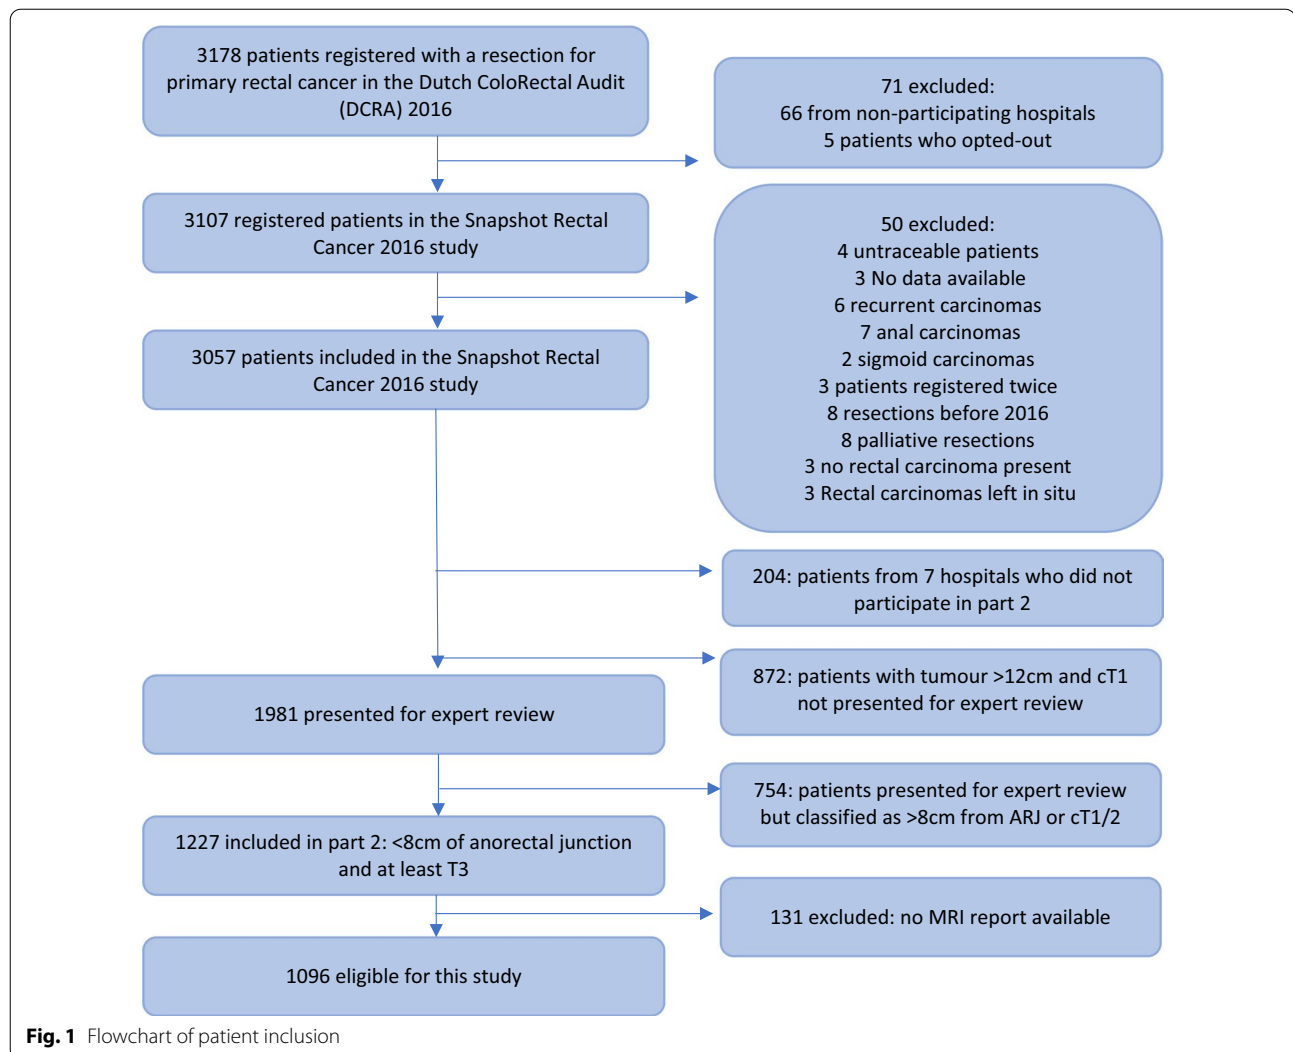 3178 patients registered with a resection for
primary rectal cancer in the Dutch ColoRectal Audit
(DCRA) 2016
71 excluded:
66 from non-participating hospitals
5 patients who opted-out
3107 registered patients in the Snapshot Rectal
Cancer 2016 study
50 excluded:
4 untraceable patients
3 No data available
6 recurrent carcinomas
7 anal carcinomas
2 sigmoid carcinomas
3 patients registered twice
8 resections before 2016
8 palliative resections
3 no rectal carcinoma present
3 Rectal carcinomas left in situ
3057 patients included in the Snapshot Rectal
Cancer 2016 study
204: patients from 7 hospitals who did not
participate in part 2
872: patients with tumour >12cm and cT1
not presented for expert review
1981 presented for expert review
754: patients presented for expert review
but classified as >8cm from ARJ or cT1/2
1227 included in part 2: <8cm of anorectal junction
and at least T3
131 excluded: no MRI report available
1096 eligible for this study
Fig. 1 Flowchart of patient inclusion